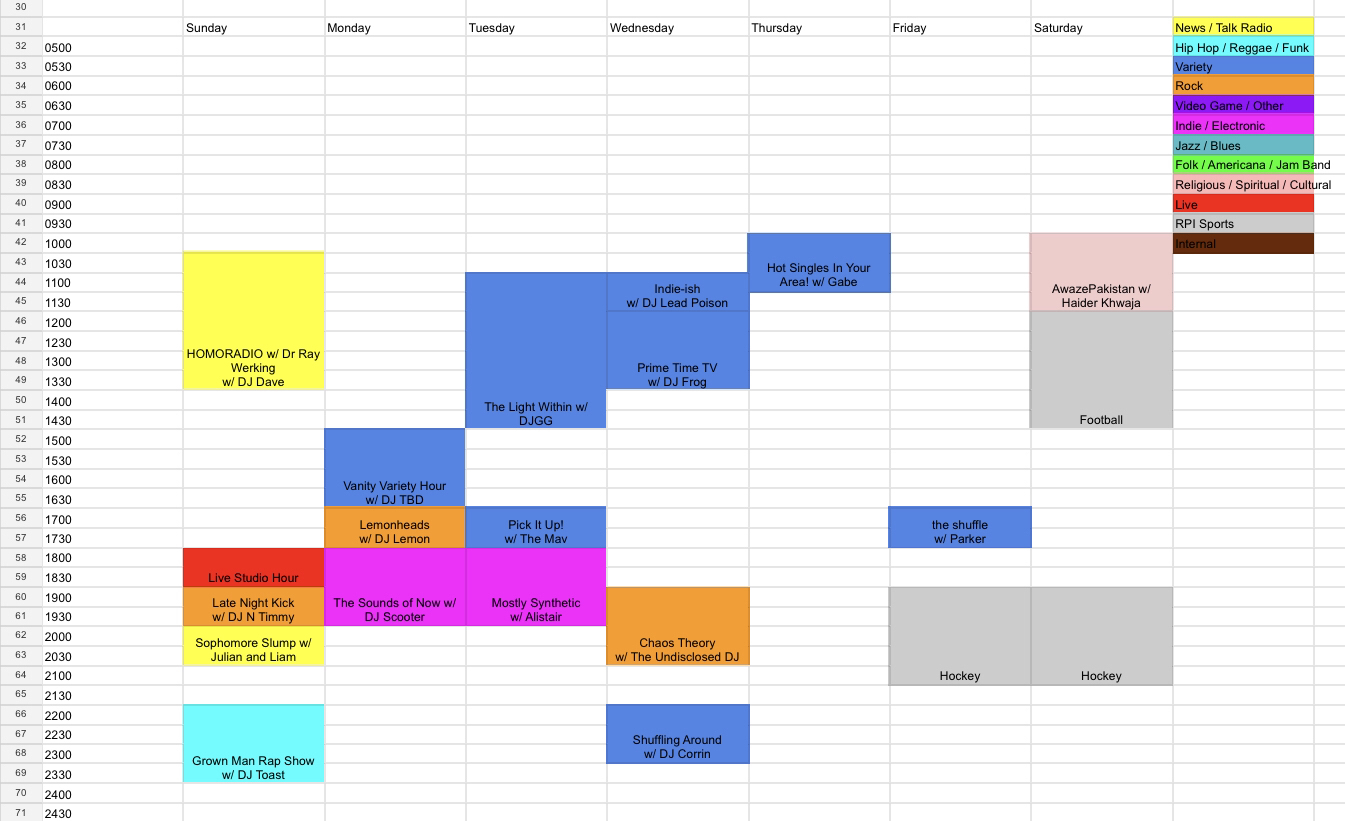 30
31 Sunday Monday Tuesday Wednesday Thursday Friday Saturday News / Talk Radio
32 0500 Hip Hop / Reggae / Funk
33 0530 Variety
34 0600 Rock
35 0630 Video Game / Other
36 0700 Indie / Electronic
37 0730 Jazz / Blues
38 0800 Folk / Americana / Jam Band
39 0830 Religious / Spiritual / Cultural
40 0900 Live
41 0930 RPI Sports
42 1000 Internal
43 1030 Hot Singles In Your
44 1100 Indie-ish Area! w/ Gabe AwazePakistan w/
45 1130 w/ DJ Lead Poison Haider Khwaja
46 1200
47 1230
HOMORADIO w/ Dr Ray
48 1300 Werking Prime Time TV
49 1330 w/ DJ Dave w/ DJ Frog
50 1400 The Light Within w/
51 1430 DJGG Football
52 1500
53 1530
54 1600 Vanity Variety Hour
55 1630 w/ DJ TBD
56 1700 Lemonheads Pick It Up! the shuffle
57 1730 w/ DJ Lemon w/ The Mav w/ Parker
58 1800
59 1830 Live Studio Hour
60 1900 Late Night Kick The Sounds of Now w/ Mostly Synthetic
61 1930 w/ DJ N Timmy DJ Scooter w/ Alistair
62 2000 Sophomore Slump w/ Chaos Theory
63 2030 Julian and Liam w/ The Undisclosed DJ
64 2100 Hockey Hockey
65 2130
66 2200
67 2230 Shuffling Around
68 2300 Grown Man Rap Show w/ DJ Corrin
69 2330 w/ DJ Toast
70 2400
71 2430